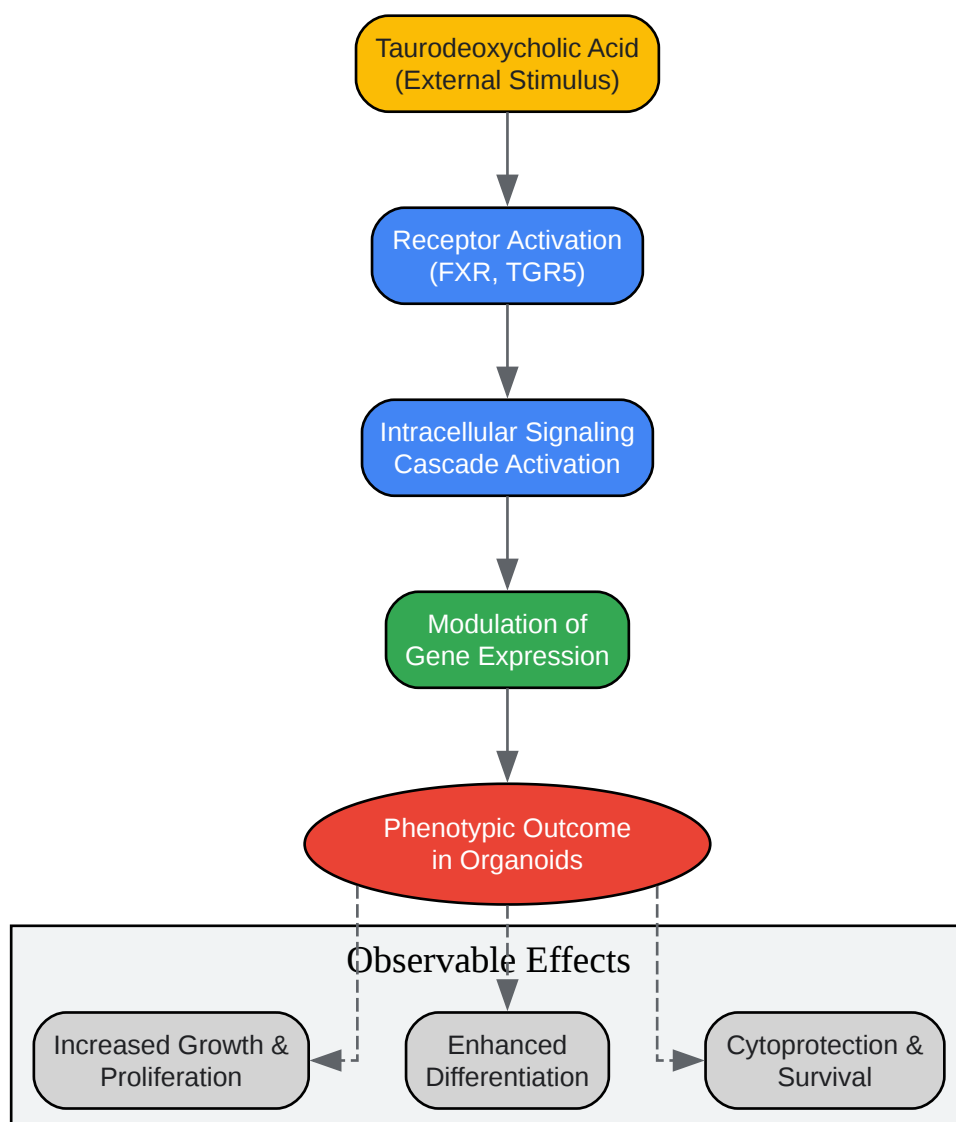 Taurodeoxycholic Acid
(External Stimulus)
Receptor Activation
(FXR, TGR5)
Intracellular Signaling
Cascade Activation
Modulation of
Gene Expression
Phenotypic Outcome
in Organoids
Observable Effects
Increased Growth &
Proliferation
Enhanced
Differentiation
Cytoprotection &
Survival